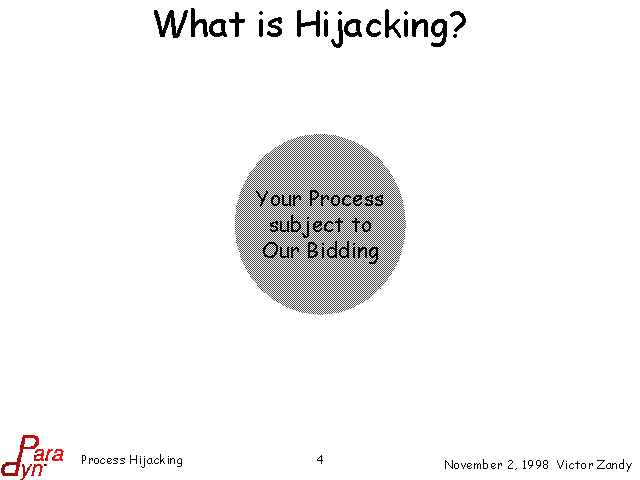 What is Hijacking?
Your Process
subject to
Our Bidding
Para
dyn
Process Hijacking
4
November 2, 1998 Victor Zandy